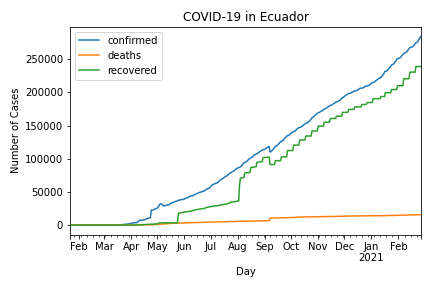 COVID-19 in Ecuador
confirmed
deaths
recovered
Number of Cases
250000
200000
150000
100000
50000
0
Feb Mar Apr May Jun Jul Aug Sep Oct Nov Dec Jan Feb
2021
Day